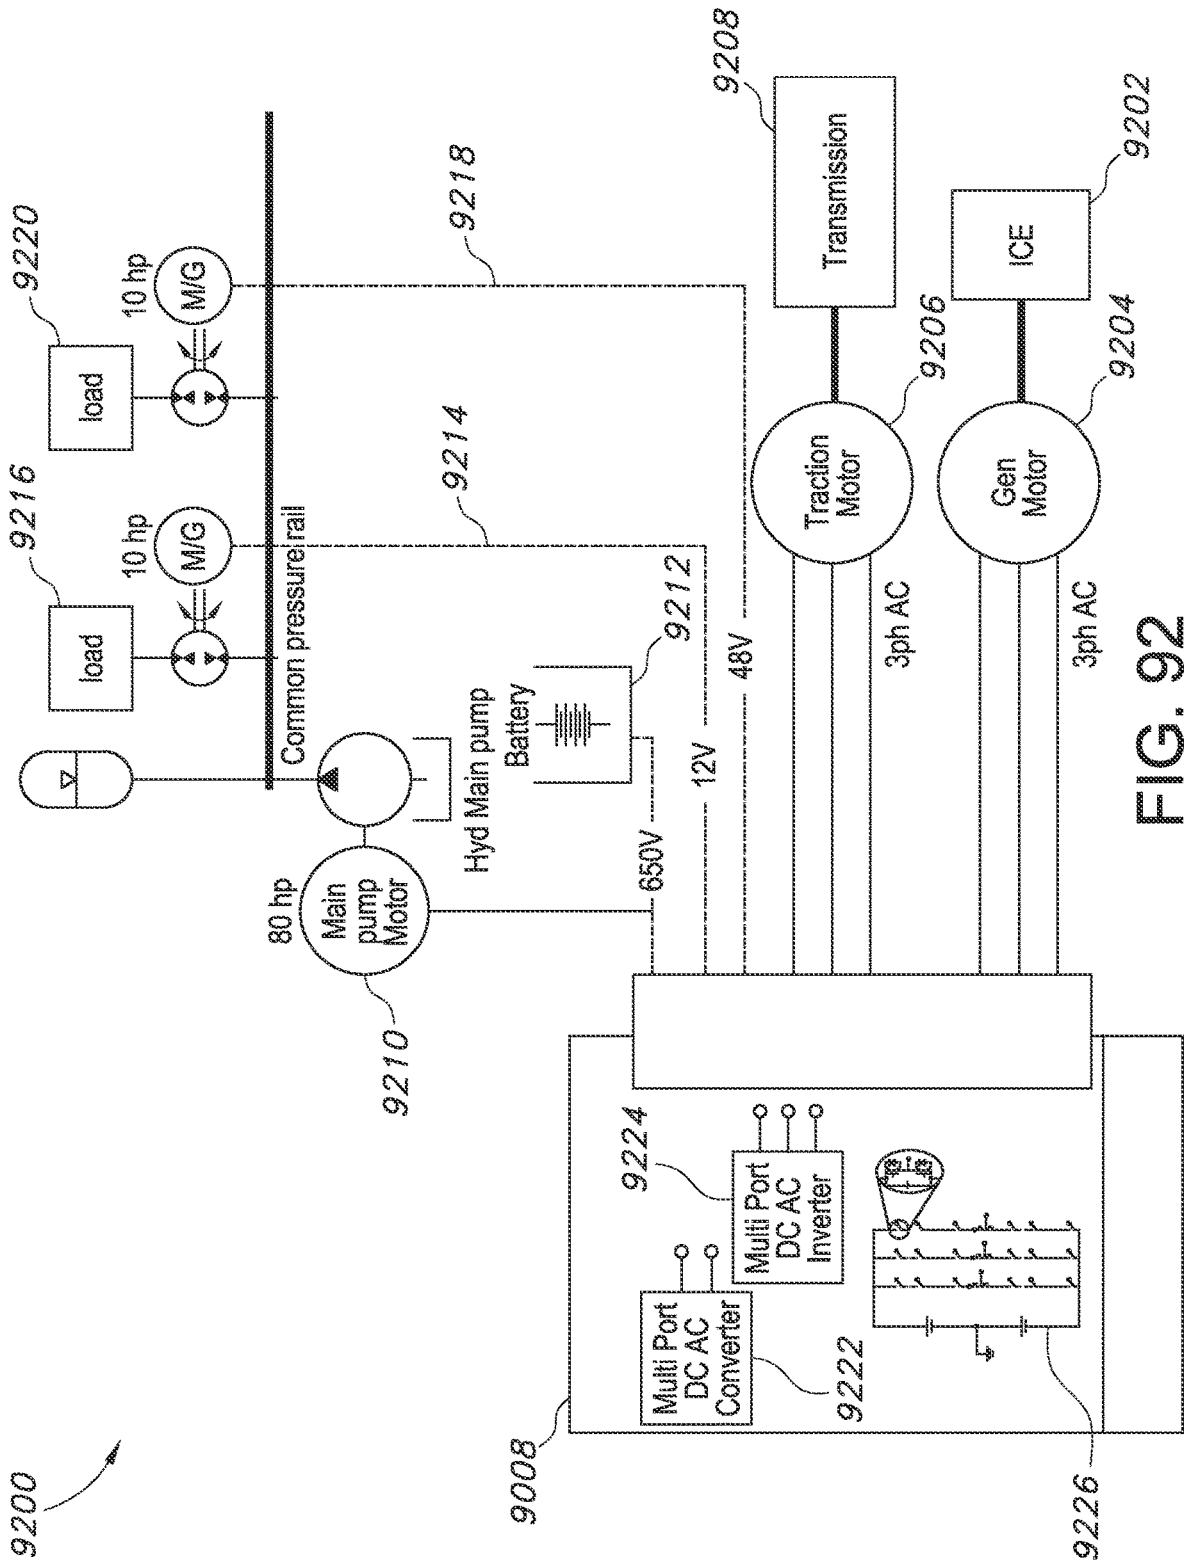 9200
9008
Multi Port
DC AC
Converter
9222
Multi Port
DC AC
Inverter
9224
9226
9210
80 hp
Main
pump
Motor
Hyd Main pump
Common pressure rail
Battery
9212
load
9216
10 hp
M/G
9214
load
9220
10 hp
M/G
9218
650V
12V
48V
3ph AC
Traction
Motor
9206
Transmission
9208
3ph AC
Gen
Motor
9204
ICE
9202
FIG. 92